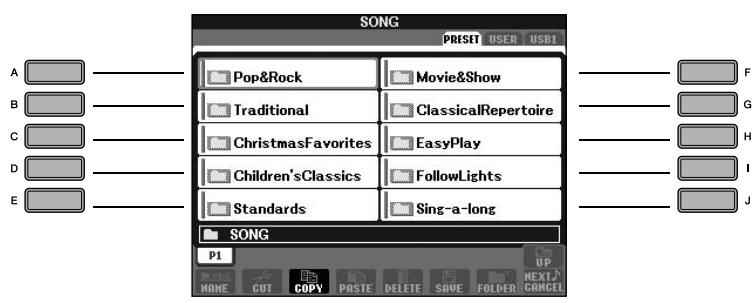 SONG
PRESET USER USB1
A Pop&Rock Movie&Show F
B Traditional ClassicalRepertoire G
C ChristmasFavorites EasyPlay H
D Children'sClassics FollowLights I
E Standards Sing-a-long J
SONG
P1 UP
NAME CUT COPY PASTE DELETE SAVE FOLDER NEXT♪ CANCEL